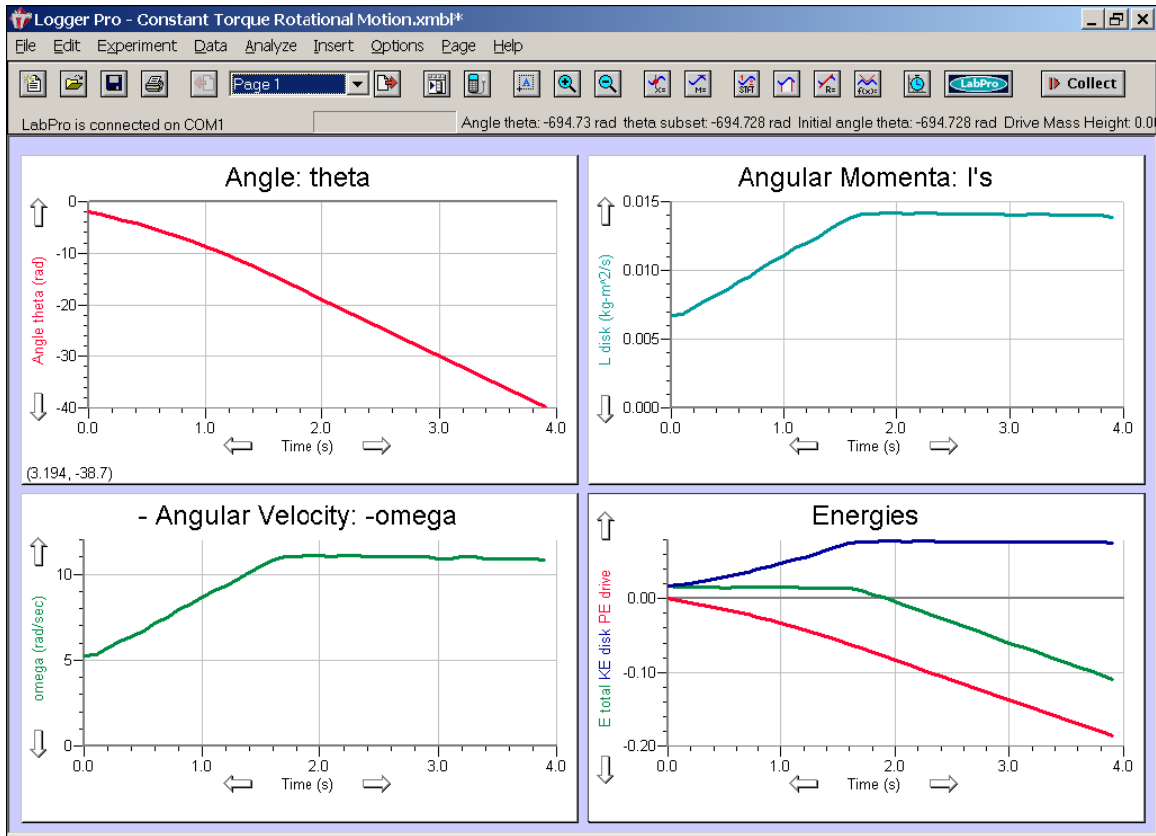 Logger Pro - Constant Torque Rotational Motion.xmbl*
File Edit Experiment Data Analyze Insert Options Page Help
Page 1
X= M= STAT R= f(x)= LabPro Collect
LabPro is connected on COM1
Angle theta: -694.73 rad theta subset: -694.728 rad Initial angle theta: -694.728 rad Drive Mass Height: 0.00
Angle: theta
Angle theta (rad)
0
-10
-20
-30
-40
0.0 1.0 2.0 3.0 4.0
Time (s)
(3.194, -38.7)
Angular Momenta: l's
L disk (kg-m^2/s)
0.015
0.010
0.005
0.000
0.0 1.0 2.0 3.0 4.0
Time (s)
- Angular Velocity: -omega
omega (rad/sec)
10
5
0
0.0 1.0 2.0 3.0 4.0
Time (s)
Energies
E total KE disk PE drive
0.00
-0.10
-0.20
0.0 1.0 2.0 3.0 4.0
Time (s)